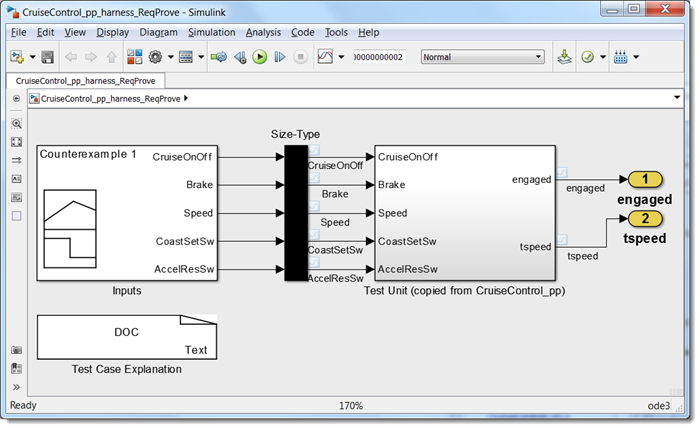 CruiseControl_pp_harness_ReqProve - Simulink
File Edit View Display Diagram Simulation Analysis Code Tools Help
00000000002 Normal
CruiseControl_pp_harness_ReqProve
CruiseControl_pp_harness_ReqProve
Size-Type
Counterexample 1
CruiseOnOff
Brake
Speed
CoastSetSw
AccelResSw
Inputs
CruiseOnOff
Brake
Speed
CoastSetSw
AccelResSw
CruiseOnOff
Brake
Speed
CoastSetSw
AccelResSw
engaged
tspeed
Test Unit (copied from CruiseControl_pp)
engaged
tspeed
1
engaged
2
tspeed
DOC
Text
Test Case Explanation
Ready 170% ode3